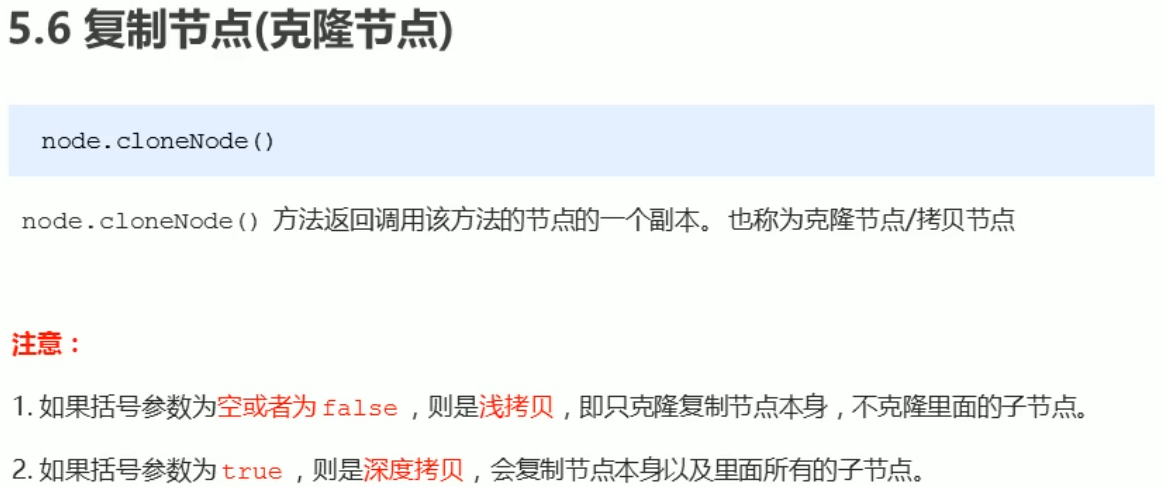 5.6 复制节点(克隆节点)
node.cloneNode()
node.cloneNode() 方法返回调用该方法的节点的一个副本。 也称为克隆节点/拷贝节点
注意：
1. 如果括号参数为空或者为 false ，则是浅拷贝，即只克隆复制节点本身，不克隆里面的子节点。
2. 如果括号参数为 true ，则是深度拷贝，会复制节点本身以及里面所有的子节点。